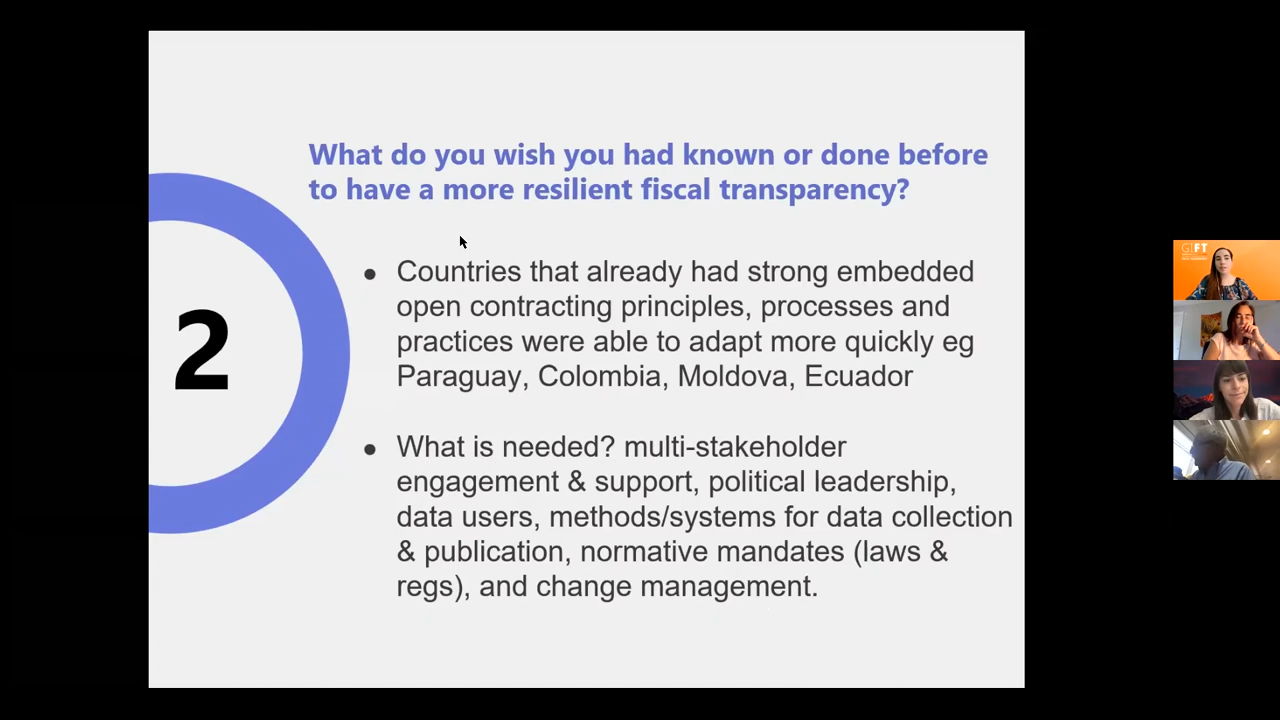 What do you wish you had known or done before
to have a more resilient fiscal transparency?
2
● Countries that already had strong embedded
open contracting principles, processes and
practices were able to adapt more quickly eg
Paraguay, Colombia, Moldova, Ecuador
● What is needed? multi-stakeholder
engagement & support, political leadership,
data users, methods/systems for data collection
& publication, normative mandates (laws &
regs), and change management.
GIFT